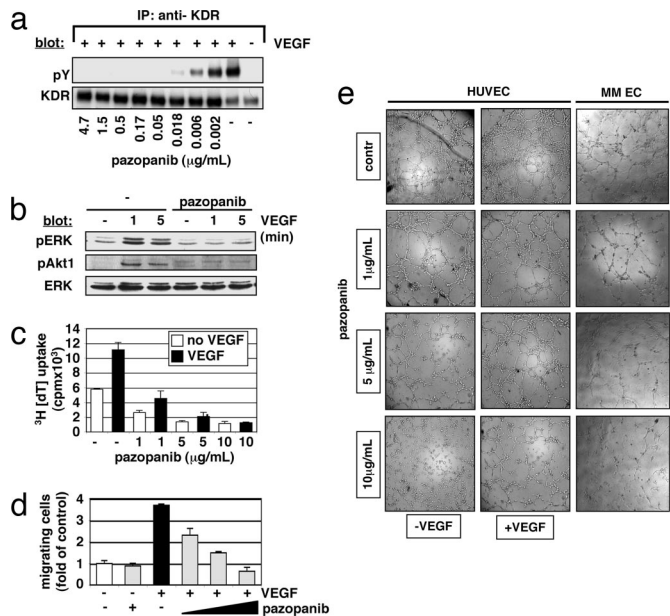 a
IP: anti- KDR
blot: + + + + + + + + + - VEGF
pY
KDR
4.7 1.5 0.5 0.17 0.05 0.018 0.006 0.002 - -
pazopanib (μg/mL)
b
- pazopanib
blot: - 1 5 - 1 5 VEGF
(min)
pERK
pAkt1
ERK
c
³H [dT] uptake
(cpmx10³)
14
12
10
8
6
4
2
0
no VEGF
VEGF
- - 1 1 5 5 10 10
pazopanib (μg/mL)
d
migrating cells
(fold of control)
4
3
2
1
0
- - + + + + VEGF
- + - pazopanib
e
HUVEC MM EC
contr
1μg/mL
5 μg/mL
10μg/mL
pazopanib
-VEGF +VEGF